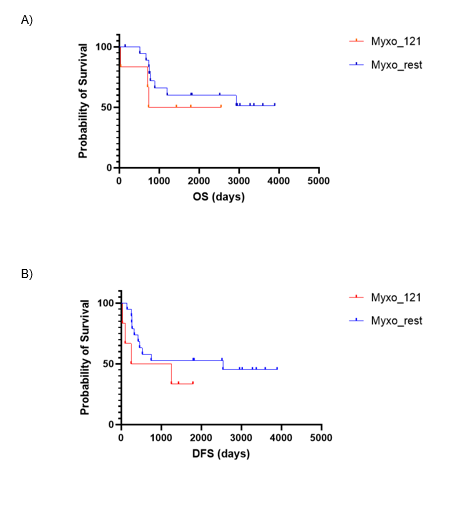 A)
Myxo_121
Myxo_rest
Probability of Survival
100
50
0
0 1000 2000 3000 4000 5000
OS (days)
B)
Myxo_121
Myxo_rest
Probability of Survival
100
50
0
0 1000 2000 3000 4000 5000
DFS (days)